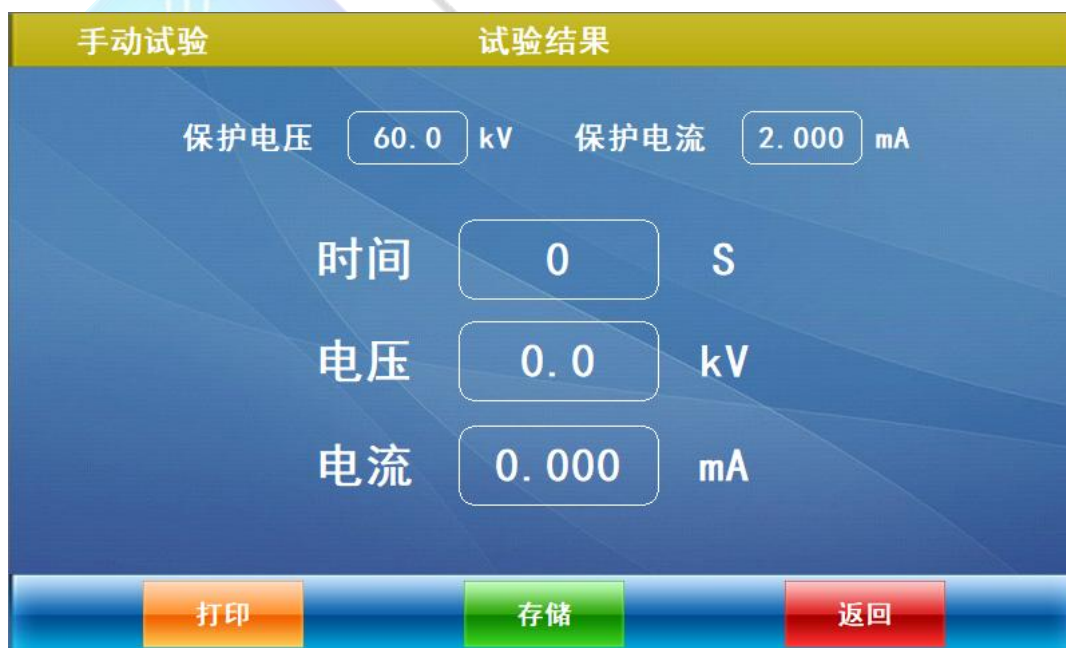 手动试验 试验结果
保护电压 60.0 kV 保护电流 2.000 mA
时间 0 S
电压 0.0 kV
电流 0.000 mA
打印 存储 返回